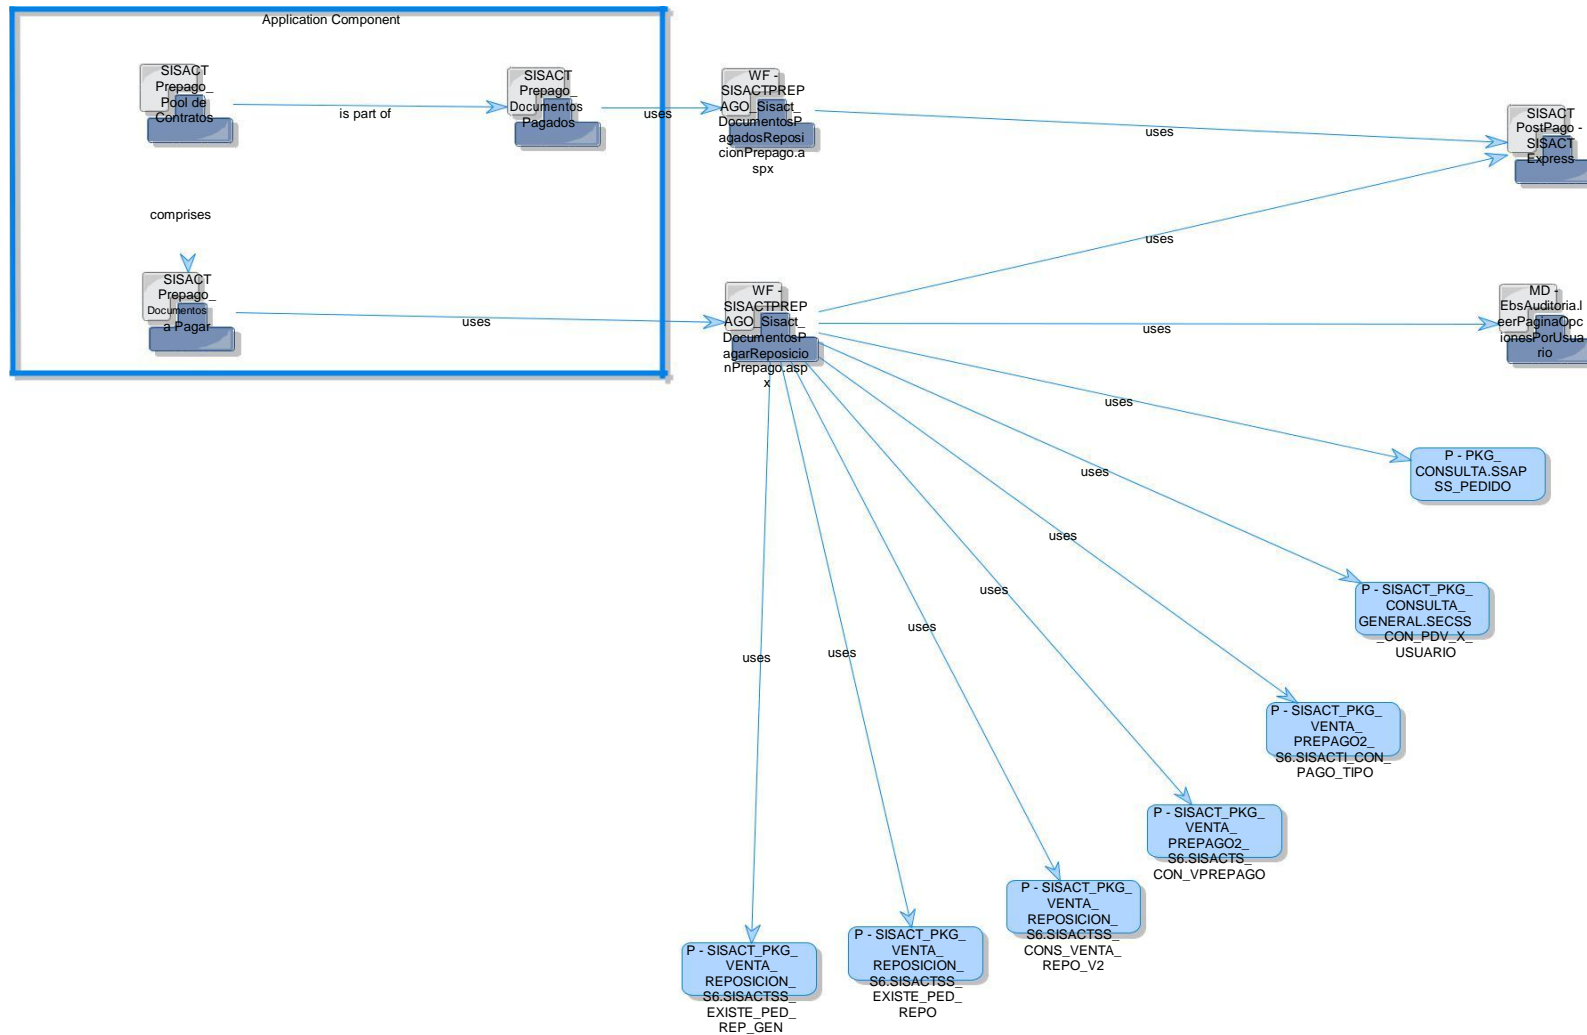 Application Component
SISACT
Prepago_
Pool de
Contratos
is part of
SISACT
Prepago_
Documentos
Pagados
uses
WF -
SISACTPREP
AGO_Sisact_
DocumentosP
agadosReposi
cionPrepago.a
spx
uses
SISACT
PostPago -
SISACT
Express
comprises
uses
SISACT
Prepago_
Documentos
a Pagar
uses
WF -
SISACTPREP
AGO_Sisact_
DocumentosP
agarReposicio
nPrepago.asp
x
uses
MD -
EbsAuditoria.l
eerPaginaOpc
ionesPorUsua
rio
uses
P - PKG_
CONSULTA.SSAP
SS_PEDIDO
uses
uses
P - SISACT_PKG_
CONSULTA_
GENERAL.SECSS
_CON_PDV_X_
USUARIO
uses
uses
uses
uses
P - SISACT_PKG_
VENTA_
PREPAGO2_
S6.SISACTI_CON_
PAGO_TIPO
P - SISACT_PKG_
VENTA_
PREPAGO2_
S6.SISACTS_
CON_VPREPAGO
P - SISACT_PKG_
VENTA_
REPOSICION_
S6.SISACTSS_
CONS_VENTA_
REPO_V2
P - SISACT_PKG_
VENTA_
REPOSICION_
S6.SISACTSS_
EXISTE_PED_
REPO
P - SISACT_PKG_
VENTA_
REPOSICION_
S6.SISACTSS_
EXISTE_PED_
REP_GEN